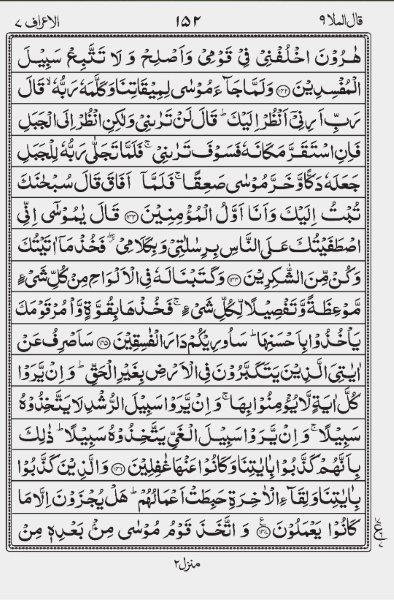 قال الملا ٩ ١٥٢ الاعراف ٧
هٰرُوْنَ اخْلُفْنِيْ فِيْ قَوْمِيْ وَاَصْلِحْ وَ لَا تَتَّبِعْ سَبِيْلَ
الْمُفْسِدِيْنَ ﴿۱۴۲﴾ وَلَمَّا جَآءَ مُوْسٰى لِمِيْقَاتِنَا وَكَلَّمَهٗ رَبُّهٗ ۙ قَالَ
رَبِّ اَرِنِيْۤ اَنْظُرْ اِلَيْكَ ؕ قَالَ لَنْ تَرٰىنِيْ وَلٰكِنِ انْظُرْ اِلَى الْجَبَلِ
فَاِنِ اسْتَقَرَّ مَكَانَهٗ فَسَوْفَ تَرٰىنِيْ ۚ فَلَمَّا تَجَلّٰى رَبُّهٗ لِلْجَبَلِ
جَعَلَهٗ دَكًّا وَّخَرَّ مُوْسٰى صَعِقًا ۚ فَلَمَّاۤ اَفَاقَ قَالَ سُبْحٰنَكَ
تُبْتُ اِلَيْكَ وَاَنَا اَوَّلُ الْمُؤْمِنِيْنَ ﴿۱۴۳﴾ قَالَ يٰمُوْسٰۤى اِنِّي
اصْطَفَيْتُكَ عَلَى النَّاسِ بِرِسٰلٰتِيْ وَبِكَلَامِيْ ۖ فَخُذْ مَاۤ اٰتَيْتُكَ
وَكُنْ مِّنَ الشّٰكِرِيْنَ ﴿۱۴۴﴾ وَكَتَبْنَا لَهٗ فِي الْاَلْوَاحِ مِنْ كُلِّ شَيْءٍ
مَّوْعِظَةً وَّتَفْصِيْلًا لِّكُلِّ شَيْءٍ ۚ فَخُذْهَا بِقُوَّةٍ وَّاْمُرْ قَوْمَكَ
يَاْخُذُوْا بِاَحْسَنِهَا ؕ سَاُورِيْكُمْ دَارَ الْفٰسِقِيْنَ ﴿۱۴۵﴾ سَاَصْرِفُ عَنْ
اٰيٰتِيَ الَّذِيْنَ يَتَكَبَّرُوْنَ فِي الْاَرْضِ بِغَيْرِ الْحَقِّ ؕ وَاِنْ يَّرَوْا
كُلَّ اٰيَةٍ لَّا يُؤْمِنُوْا بِهَا ۚ وَاِنْ يَّرَوْا سَبِيْلَ الرُّشْدِ لَا يَتَّخِذُوْهُ
سَبِيْلًا ۚ وَاِنْ يَّرَوْا سَبِيْلَ الْغَيِّ يَتَّخِذُوْهُ سَبِيْلًا ؕ ذٰلِكَ
بِاَنَّهُمْ كَذَّبُوْا بِاٰيٰتِنَا وَكَانُوْا عَنْهَا غٰفِلِيْنَ ﴿۱۴۶﴾ وَالَّذِيْنَ كَذَّبُوْا
بِاٰيٰتِنَا وَلِقَآءِ الْاٰخِرَةِ حَبِطَتْ اَعْمَالُهُمْ ؕ هَلْ يُجْزَوْنَ اِلَّا مَا
كَانُوْا يَعْمَلُوْنَ ﴿۱۴۷﴾ وَ اتَّخَذَ قَوْمُ مُوْسٰى مِنْۢ بَعْدِهٖ مِنْ
منزل ۲